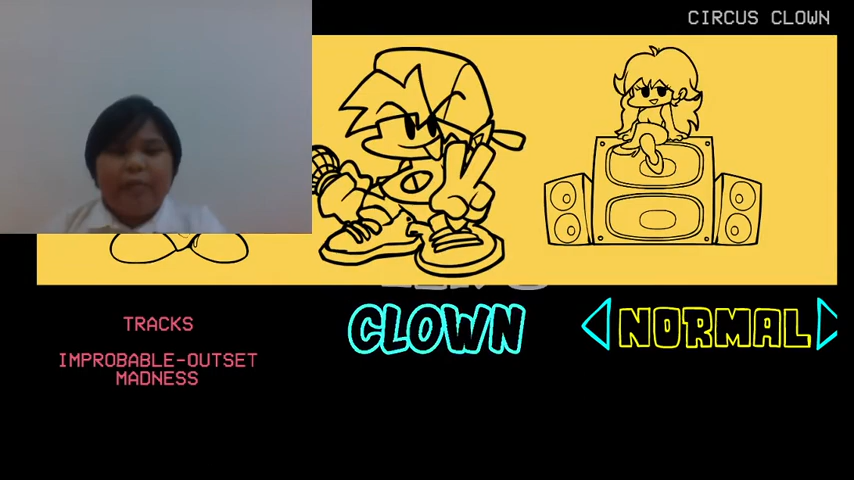 CIRCUS CLOWN
TRACKS
IMPROBABLE-OUTSET
MADNESS
CLOWN
NORMAL